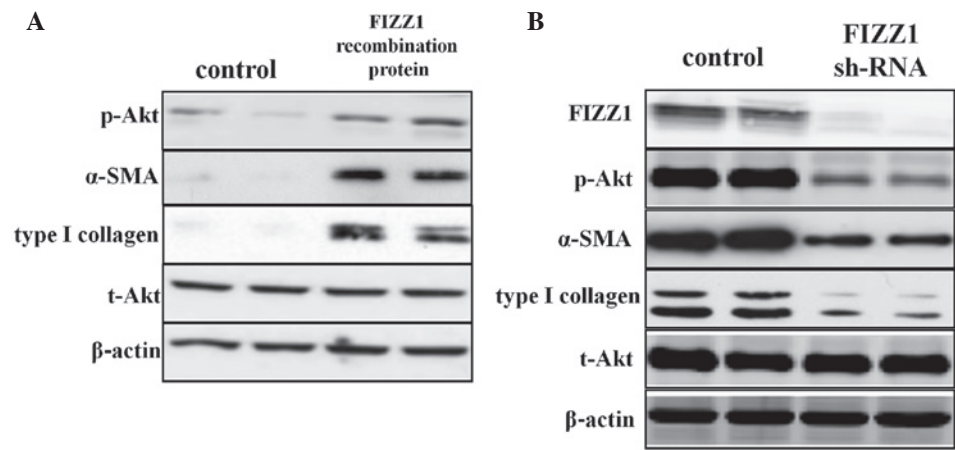 A
control
FIZZ1
recombination
protein
p-Akt
α-SMA
type I collagen
t-Akt
β-actin
B
control
FIZZ1
sh-RNA
FIZZ1
p-Akt
α-SMA
type I collagen
t-Akt
β-actin